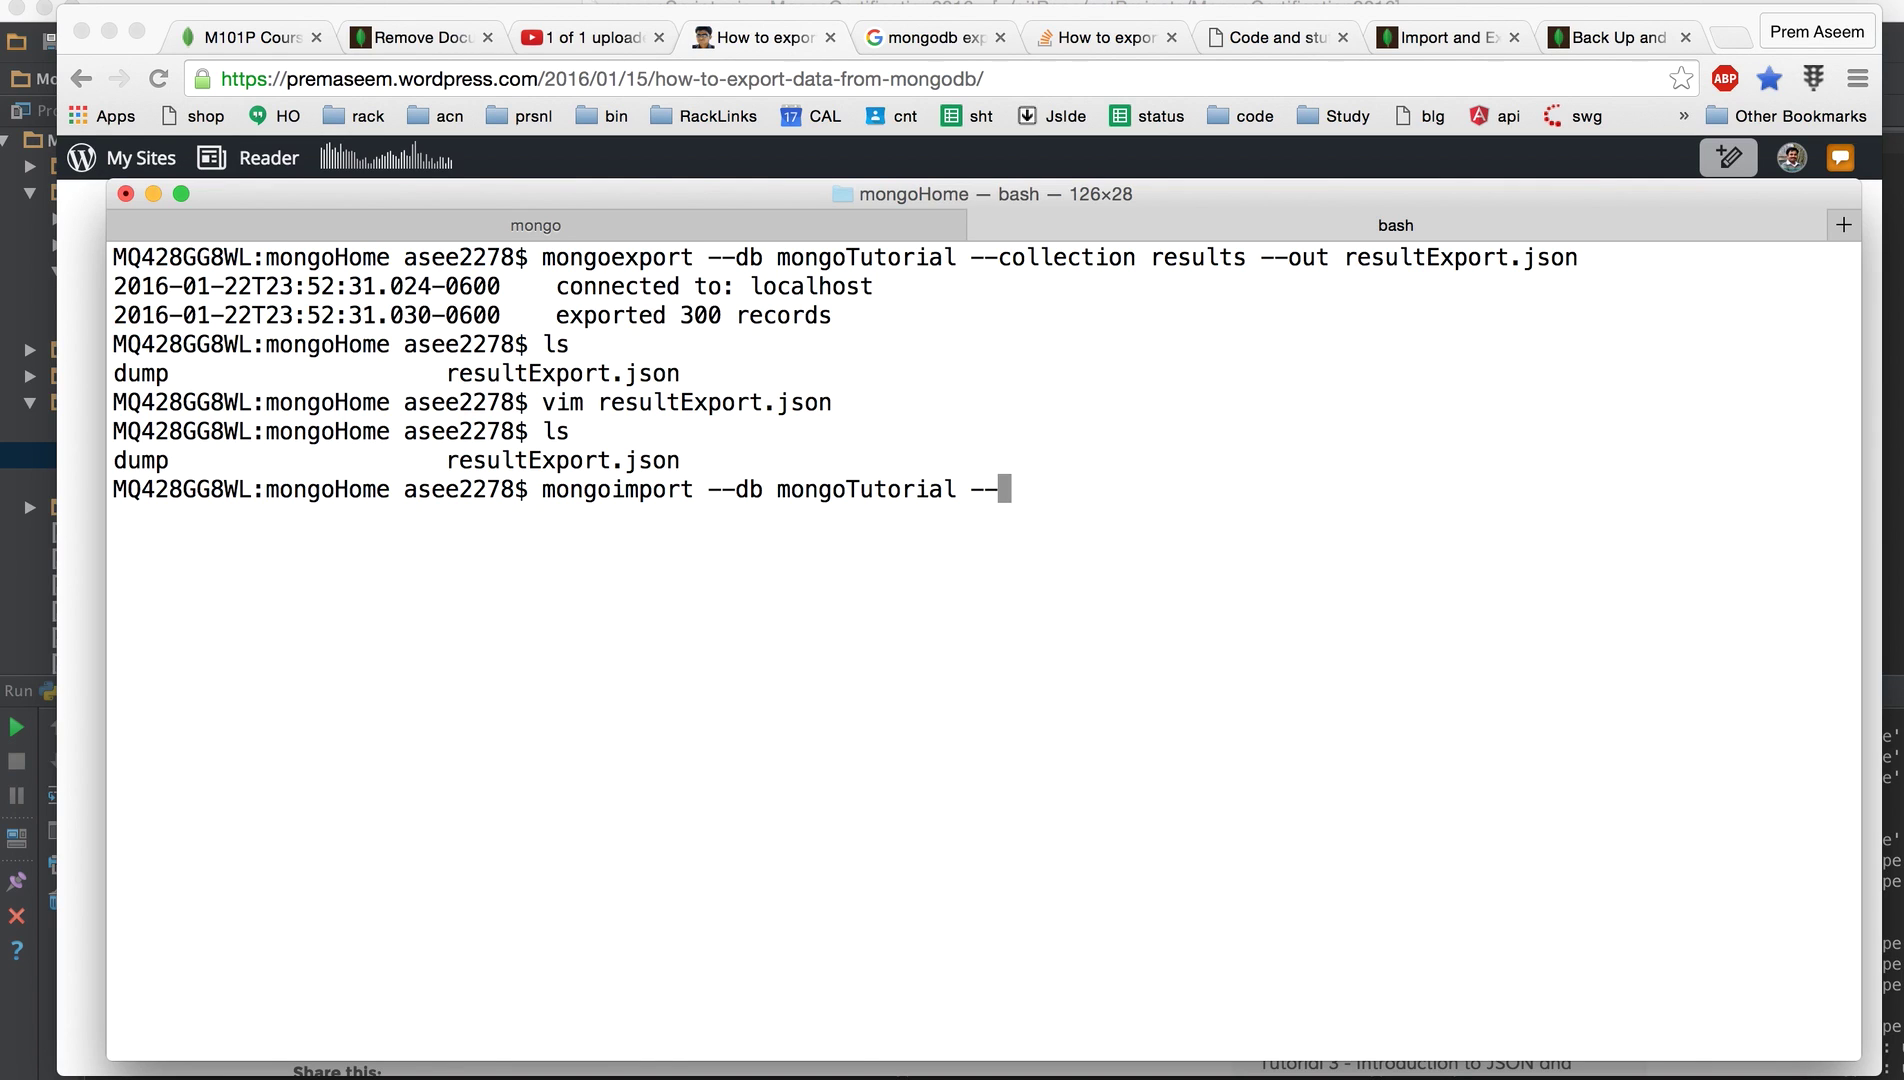 M101P Cours
Remove Docu
1 of 1 upload
How to expor
mongodb exp
How to expor
Code and stu
Import and Ex
Back Up and
Prem Aseem
https://premaseem.wordpress.com/2016/01/15/how-to-export-data-from-mongodb/
ABP
Apps shop HO rack acn prsnl bin RackLinks 17 CAL cnt sht JsIde status code Study blg api swg » Other Bookmarks
My Sites Reader
mongoHome — bash — 126×28
mongo
bash
MQ428GG8WL:mongoHome asee2278$ mongoexport --db mongoTutorial --collection results --out resultExport.json
2016-01-22T23:52:31.024-0600 connected to: localhost
2016-01-22T23:52:31.030-0600 exported 300 records
MQ428GG8WL:mongoHome asee2278$ ls
dump resultExport.json
MQ428GG8WL:mongoHome asee2278$ vim resultExport.json
MQ428GG8WL:mongoHome asee2278$ ls
dump resultExport.json
MQ428GG8WL:mongoHome asee2278$ mongoimport --db mongoTutorial --
Run
Share this:
Tutorial 3 - Introduction to JSON and